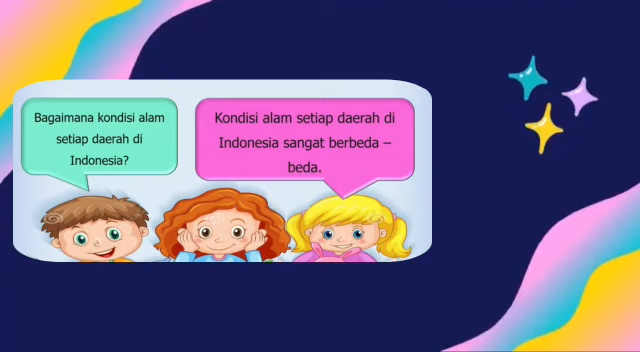 Bagaimana kondisi alam
setiap daerah di
Indonesia?
Kondisi alam setiap daerah di
Indonesia sangat berbeda –
beda.